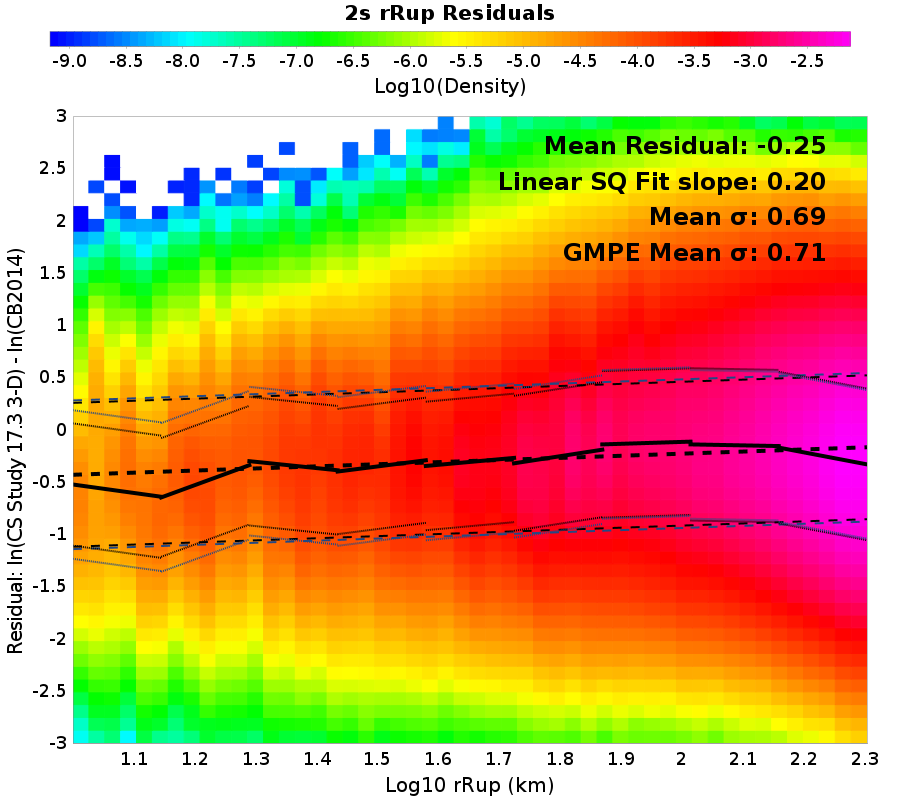 2s rRup Residuals
-9.0 -8.5 -8.0 -7.5 -7.0 -6.5 -6.0 -5.5 -5.0 -4.5 -4.0 -3.5 -3.0 -2.5
Log10(Density)
Mean Residual: -0.25
Linear SQ Fit slope: 0.20
Mean σ: 0.69
GMPE Mean σ: 0.71
Residual: ln(CS Study 17.3 3-D) - ln(CB2014)
3
2.5
2
1.5
1
0.5
0
-0.5
-1
-1.5
-2
-2.5
-3
1.1 1.2 1.3 1.4 1.5 1.6 1.7 1.8 1.9 2 2.1 2.2 2.3
Log10 rRup (km)